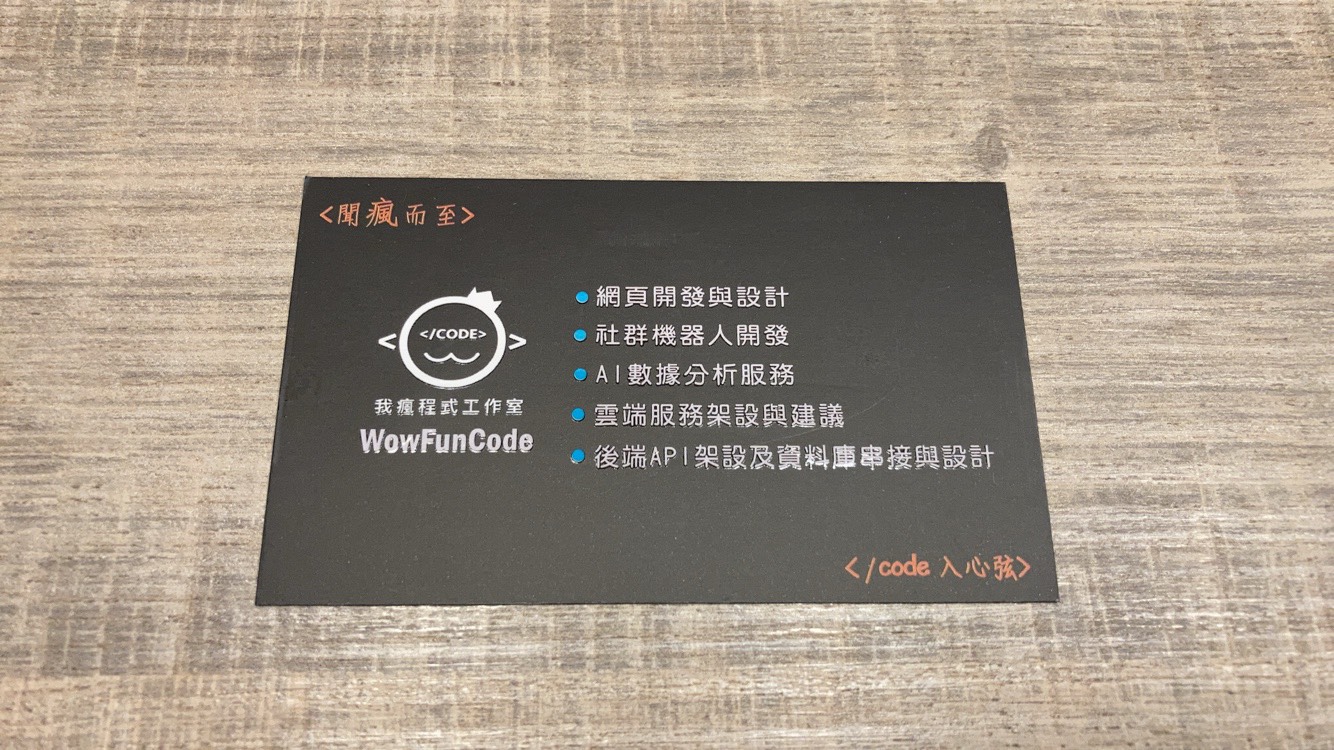 <聞瘋而至>
</CODE>
< >
我瘋程式工作室
WowFunCode
網頁開發與設計
社群機器人開發
AI數據分析服務
雲端服務架設與建議
後端API架設及資料庫串接與設計
</code 入心弦>